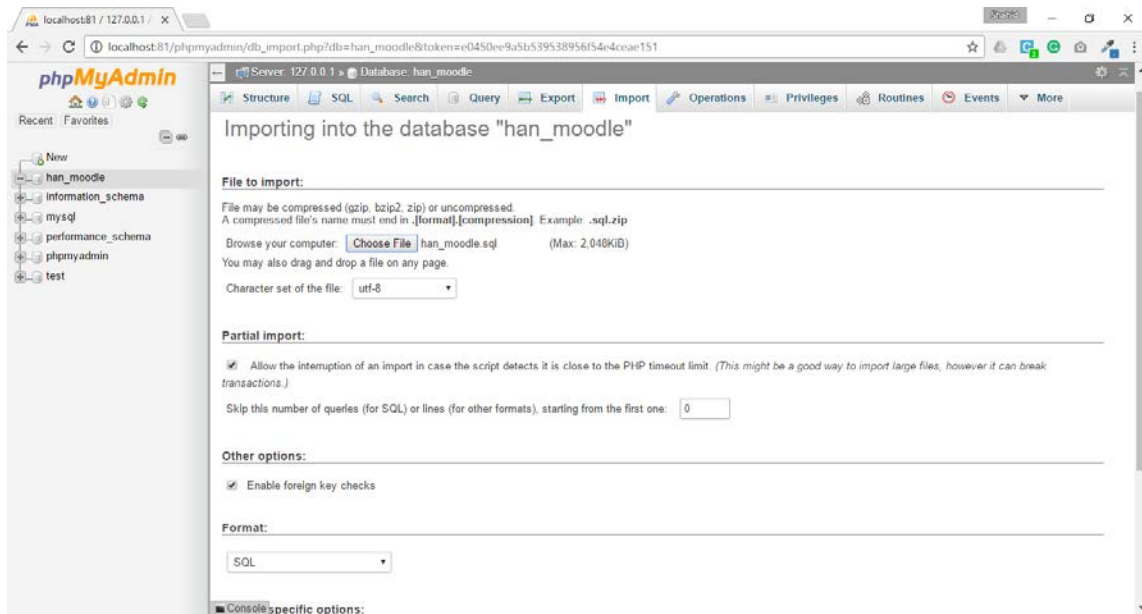 localhost:81 / 127.0.0.1 /
localhost:81/phpmyadmin/db_import.php?db=han_moodle&token=e0450ee9a5b539538956f54e4ceae151
phpMyAdmin
Recent Favorites
New
han_moodle
information_schema
mysql
performance_schema
phpmyadmin
test
Server: 127.0.0.1 » Database: han_moodle
Structure SQL Search Query Export Import Operations Privileges Routines Events More
Importing into the database "han_moodle"
File to import:
File may be compressed (gzip, bzip2, zip) or uncompressed.
A compressed file's name must end in .[format].[compression]. Example: .sql.zip
Browse your computer: Choose File han_moodle.sql (Max: 2,048KiB)
You may also drag and drop a file on any page.
Character set of the file: utf-8
Partial import:
Allow the interruption of an import in case the script detects it is close to the PHP timeout limit. (This might be a good way to import large files, however it can break
transactions.)
Skip this number of queries (for SQL) or lines (for other formats), starting from the first one: 0
Other options:
Enable foreign key checks
Format:
SQL
Console specific options: